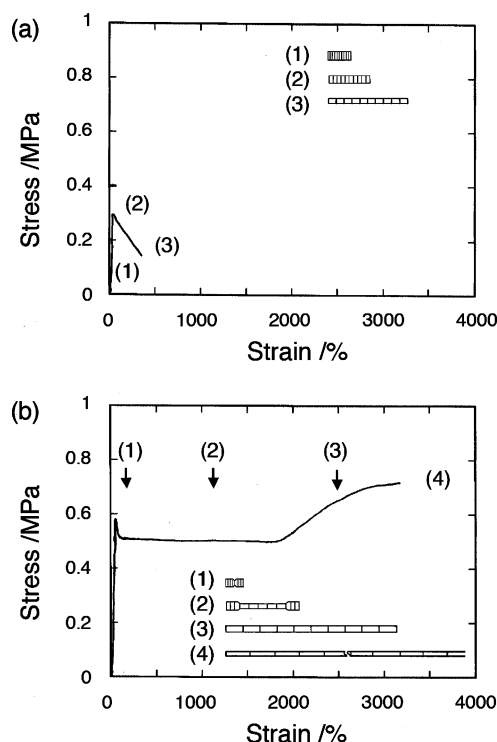 (a)
1
0.8
0.6
0.4
0.2
0
Stress /MPa
(1)
(2)
(3)
(2)
(3)
(1)
0 1000 2000 3000 4000
Strain /%
(b)
1
0.8
0.6
0.4
0.2
0
Stress /MPa
(1) (2) (3)
(4)
(1)
(2)
(3)
(4)
0 1000 2000 3000 4000
Strain /%